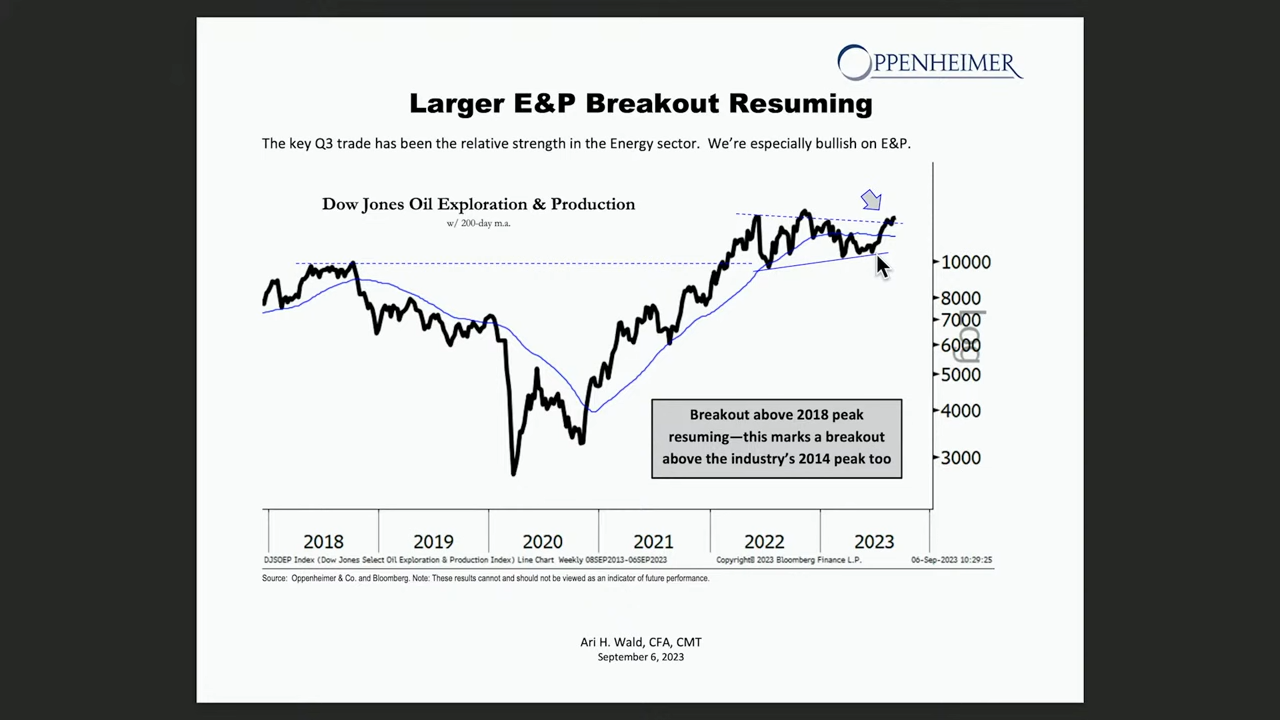 OPPENHEIMER
Larger E&P Breakout Resuming
The key Q3 trade has been the relative strength in the Energy sector.  We're especially bullish on E&P.
Dow Jones Oil Exploration & Production
w/ 200-day m.a.
10000
8000
7000
6000
5000
4000
3000
log
Breakout above 2018 peak
resuming—this marks a breakout
above the industry's 2014 peak too
2018 2019 2020 2021 2022 2023
DJSOEP Index (Dow Jones Select Oil Exploration & Production Index) Line Chart  Weekly 08SEP2013-06SEP2023 Copyright© 2023 Bloomberg Finance L.P. 06-Sep-2023 10:29:25
Source:  Oppenheimer & Co. and Bloomberg. Note: These results cannot and should not be viewed as an indicator of future performance.
Ari H. Wald, CFA, CMT
September 6, 2023